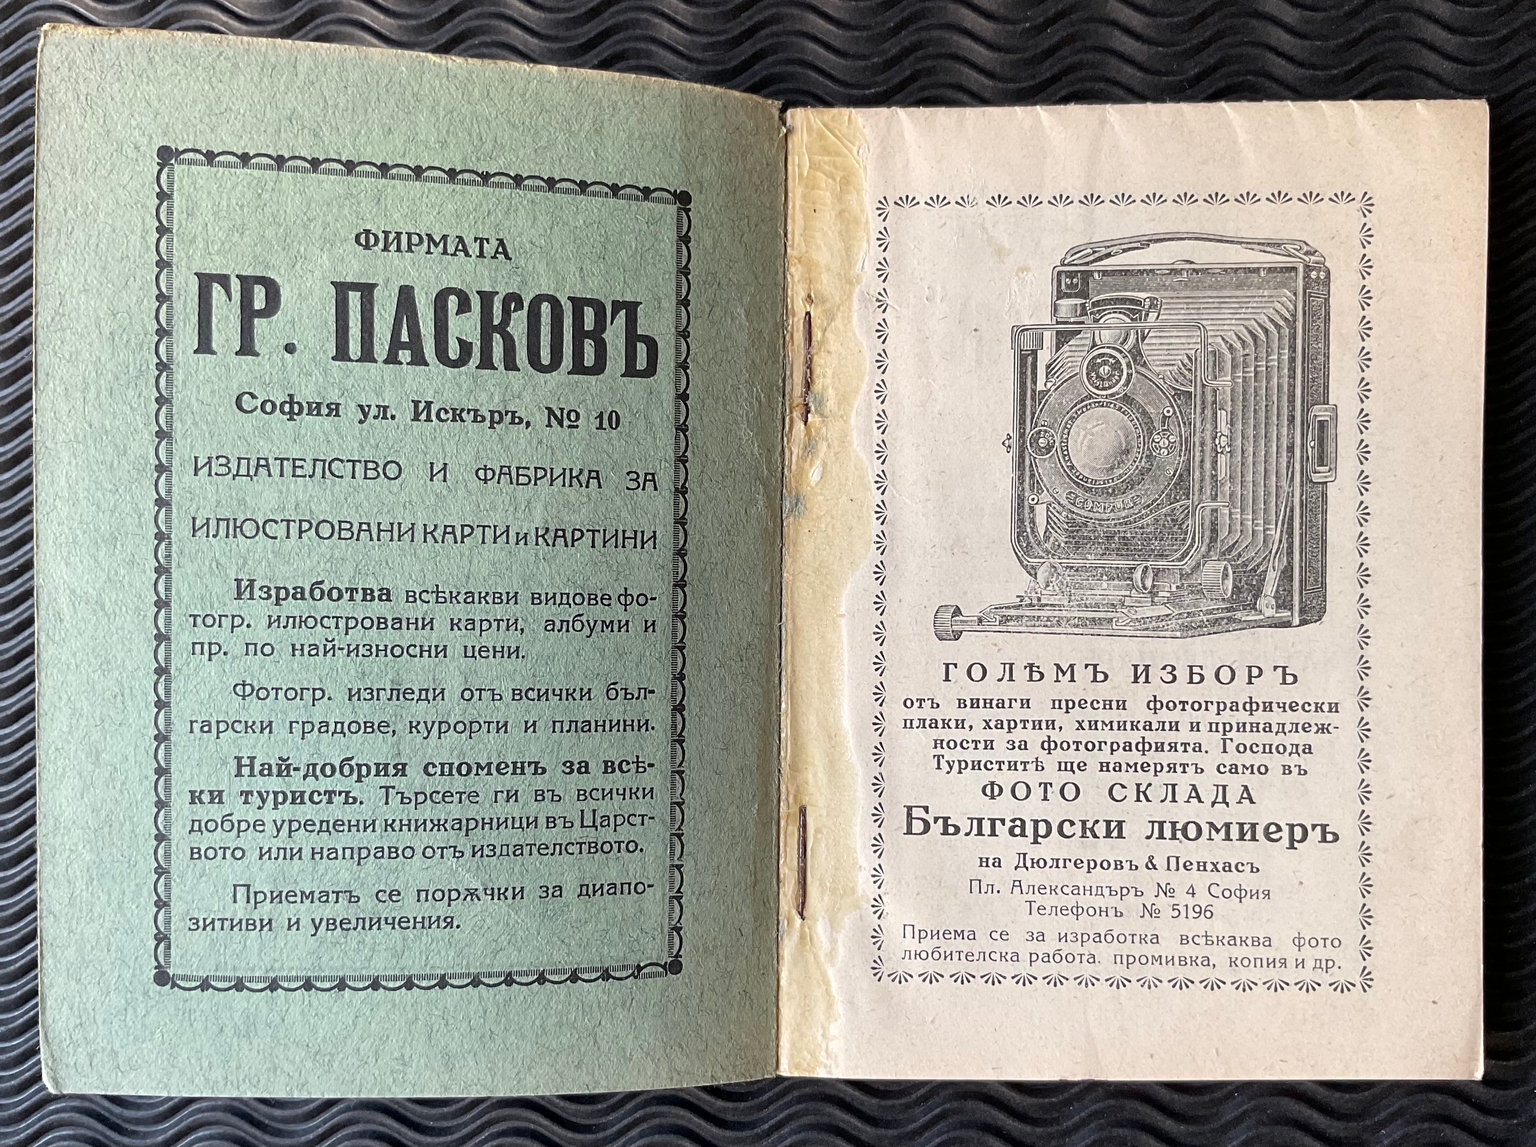 ФИРМАТА
ГР. ПАСКОВЪ
София ул. Искъръ, № 10
ИЗДАТЕЛСТВО И ФАБРИКА ЗА
ИЛЮСТРОВАНИ КАРТИ и КАРТИНИ
Изработва всѣкакви видове фо-
тогр. илюстровани карти, албуми и
пр. по най-износни цени.
Фотогр. изгледи отъ всички бъл-
гарски градове, курорти и планини.
Най-добрия споменъ за всѣ-
ки туристъ. Търсете ги въ всички
добре уредени книжарници въ Царст-
вото или направо отъ издателството.
Приематъ се порѫчки за диапо-
зитиви и увеличения.
COMPUR
ГОЛѢМЪ ИЗБОРЪ
отъ винаги пресни фотографически
плаки, хартии, химикали и принадлеж-
ности за фотографията. Господа
Туриститѣ ще намерятъ само въ
ФОТО СКЛАДА
Български люмиеръ
на Дюлгеровъ & Пенхасъ
Пл. Александъръ № 4 София
Телефонъ № 5196
Приема се за изработка всѣкаква фото
любителска работа. промивка, копия и др.